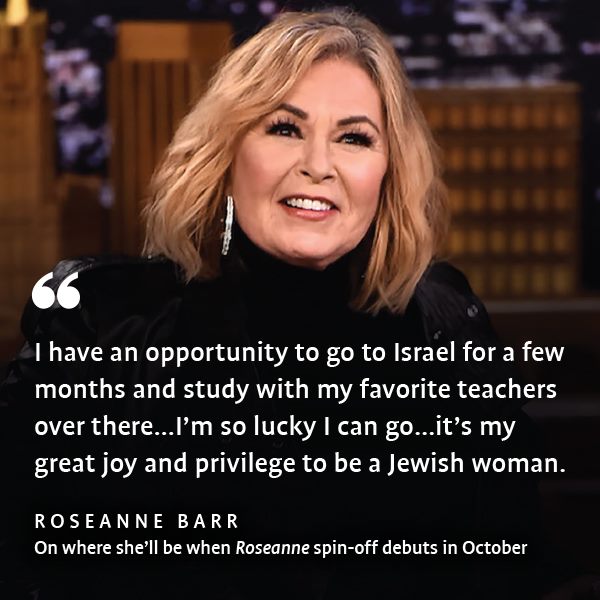 “
I have an opportunity to go to Israel for a few
months and study with my favorite teachers
over there...I’m so lucky I can go...it’s my
great joy and privilege to be a Jewish woman.
ROSEANNE BARR
On where she’ll be when Roseanne spin-off debuts in October